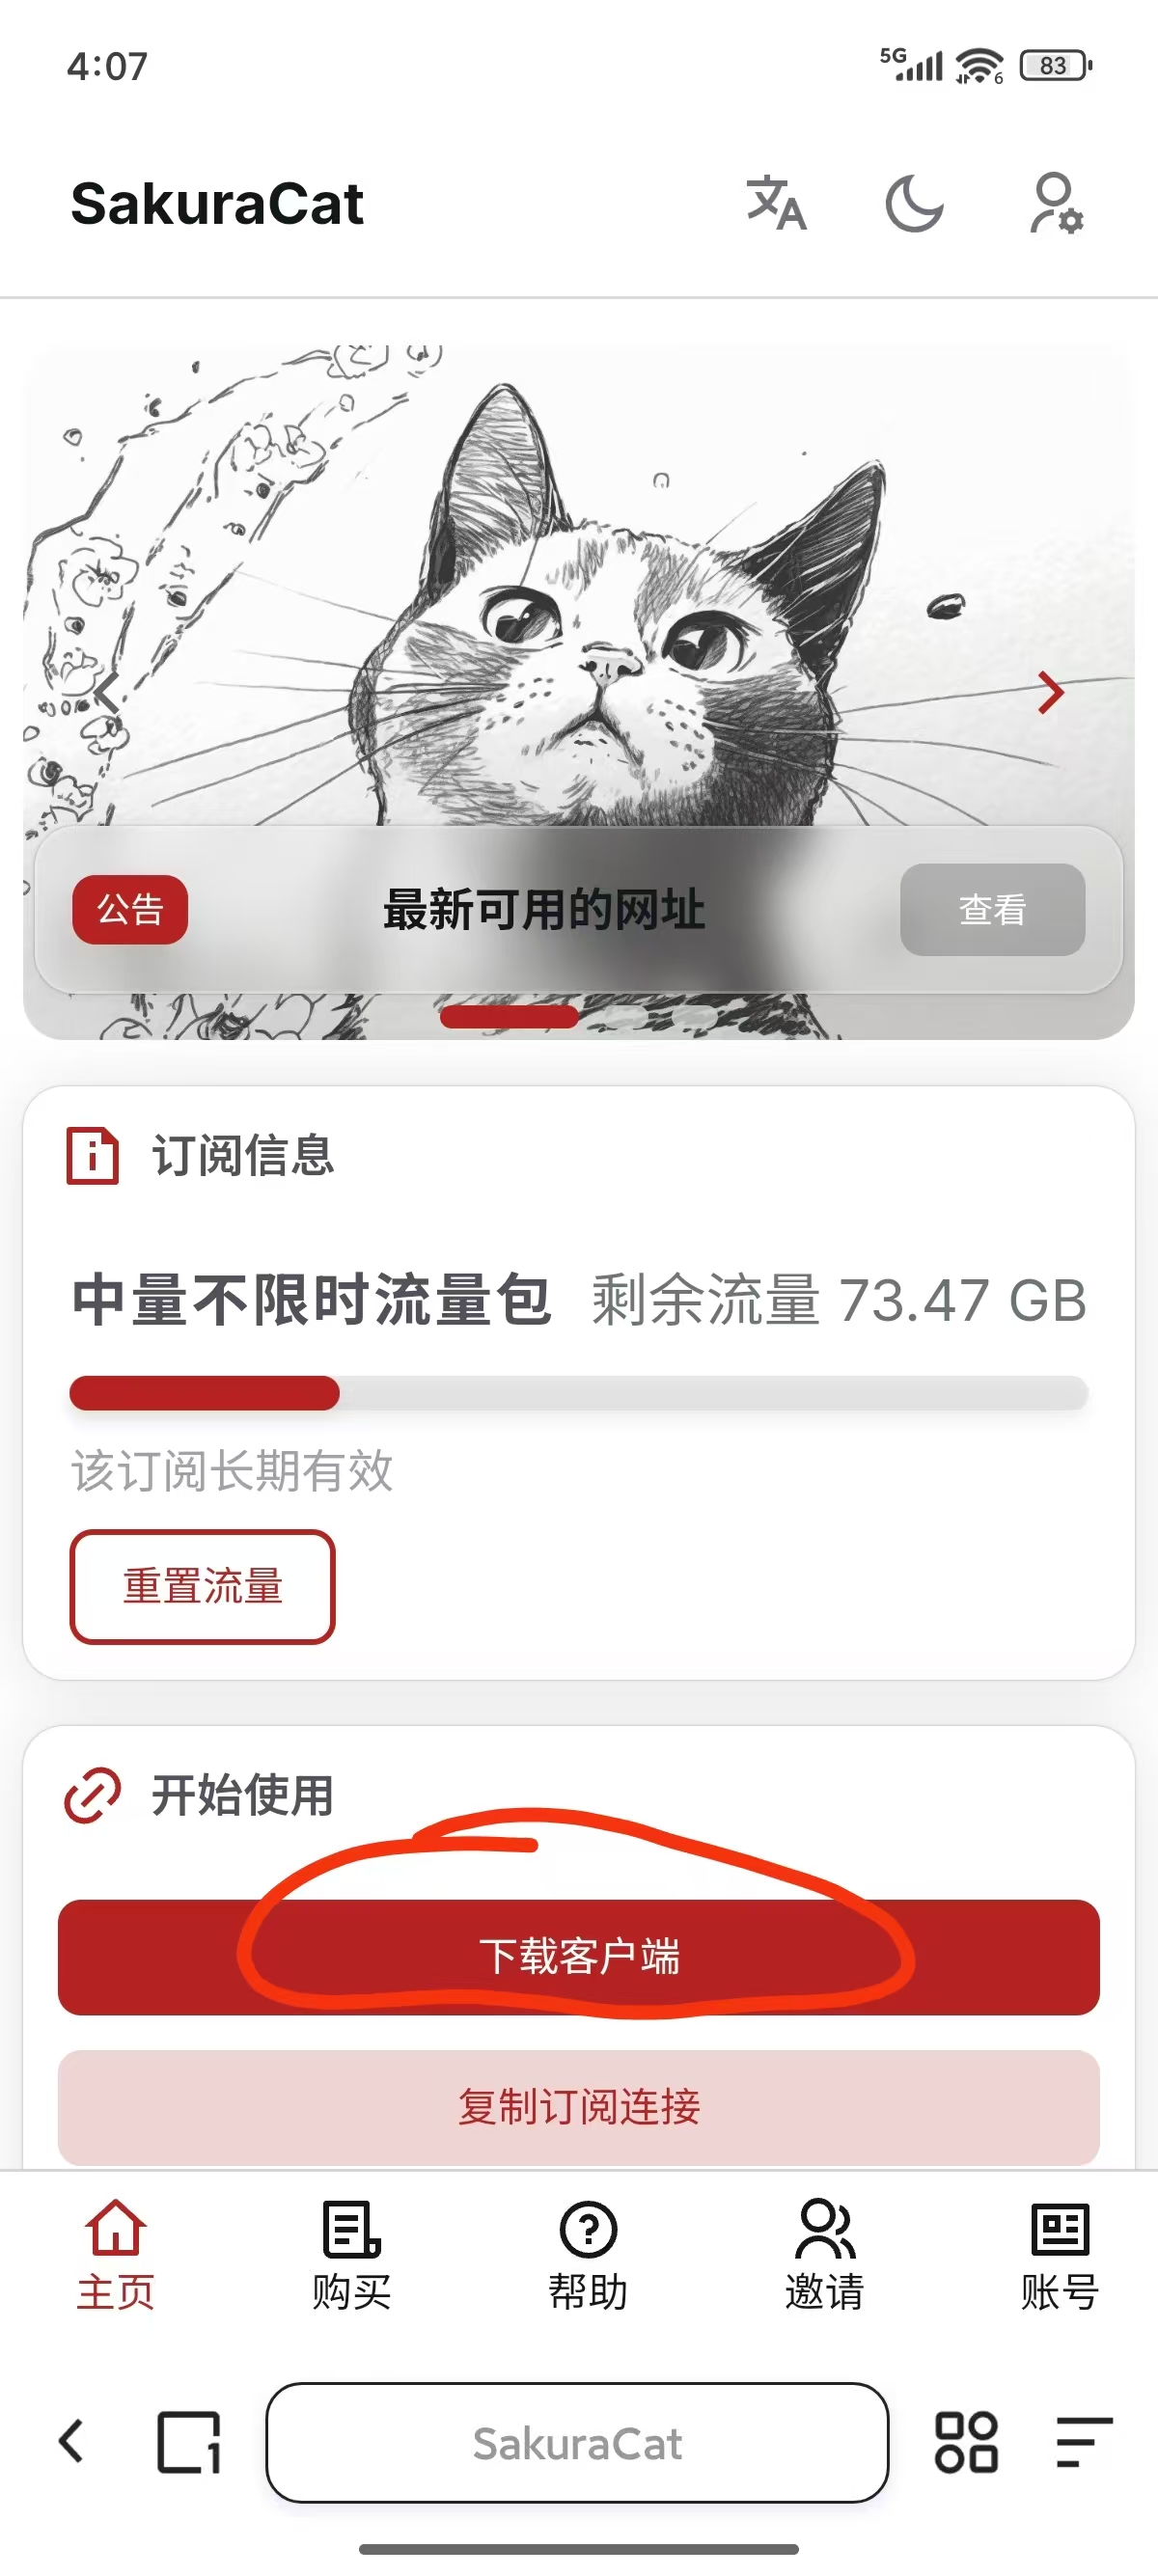 4:07
5G
6
83
SakuraCat
公告
最新可用的网址
查看
订阅信息
中量不限时流量包 剩余流量 73.47 GB
该订阅长期有效
重置流量
开始使用
下载客户端
复制订阅连接
主页
购买
帮助
邀请
账号
1
SakuraCat